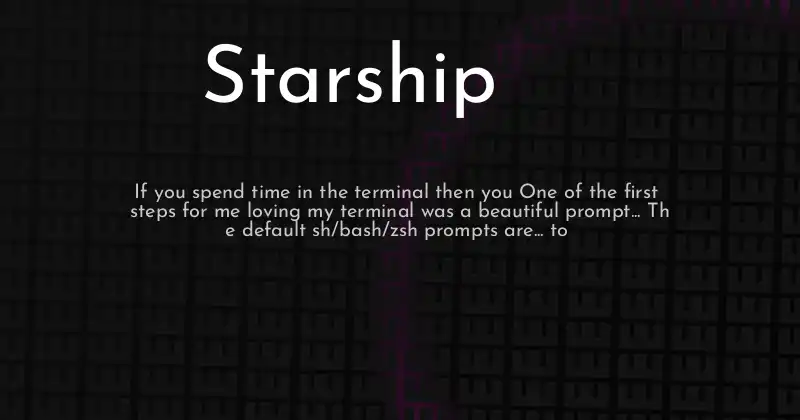 Starship
If you spend time in the terminal then you One of the first
steps for me loving my terminal was a beautiful prompt... Th
e default sh/bash/zsh prompts are... to